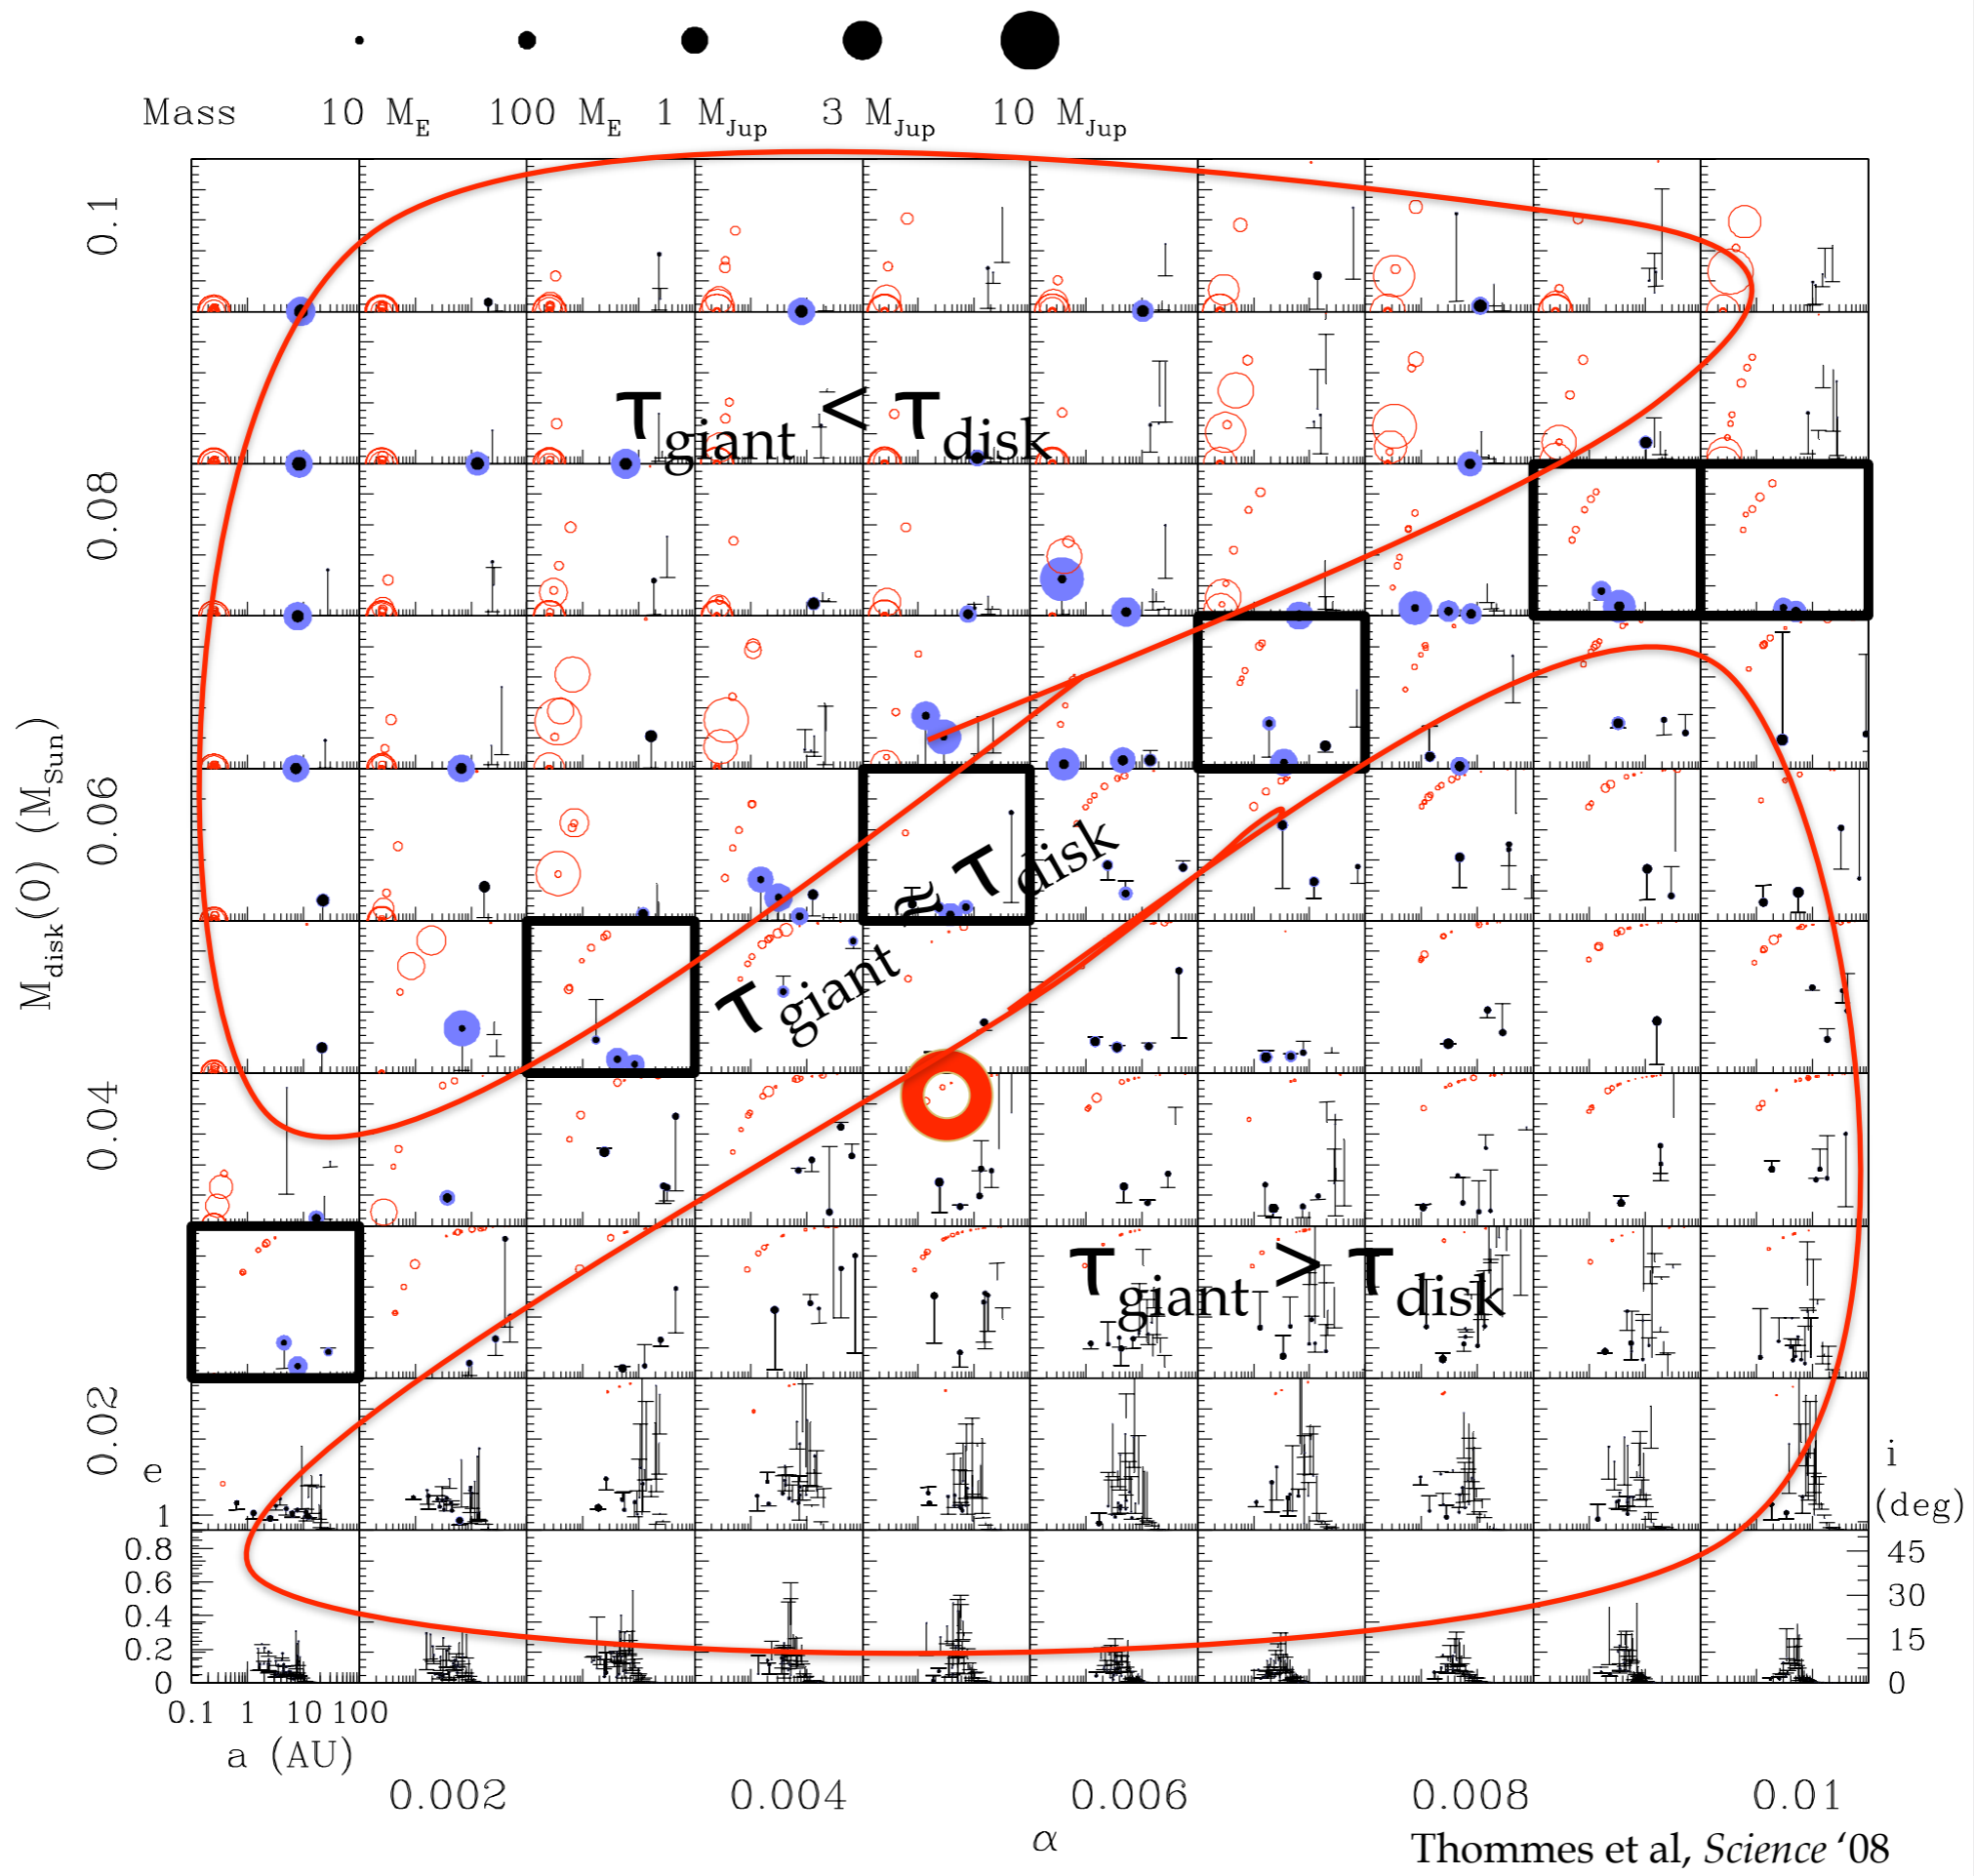 Mass 10 M_E 100 M_E 1 M_Jup 3 M_Jup 10 M_Jup
0.1
0.08
0.06
0.04
0.02
M_disk(0) (M_Sun)
τ_giant < τ_disk
τ_giant ≈ τ_disk
τ_giant > τ_disk
e
1
0.8
0.6
0.4
0.2
0
i
(deg)
45
30
15
0
0.1 1 10 100
a (AU)
0.002 0.004 0.006 0.008 0.01
α
Thommes et al, Science ‘08